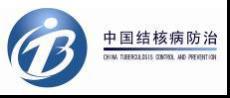 中国结核病防治
CHINA TUBERCULOSIS CONTROL AND PREVENTION